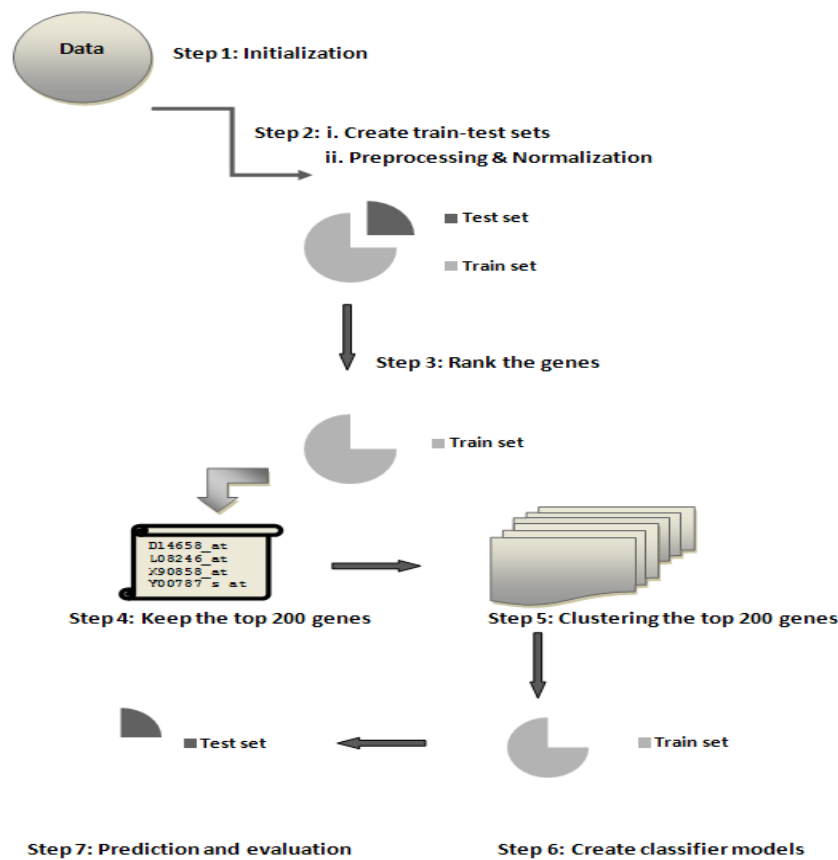 Data
Step 1: Initialization
Step 2: i. Create train-test sets
ii. Preprocessing & Normalization
Test set
Train set
Step 3: Rank the genes
Train set
D14658_at
L08246_at
X90858_at
Y00787_s at
Step 4: Keep the top 200 genes
Step 5: Clustering the top 200 genes
Test set
Train set
Step 7: Prediction and evaluation
Step 6: Create classifier models